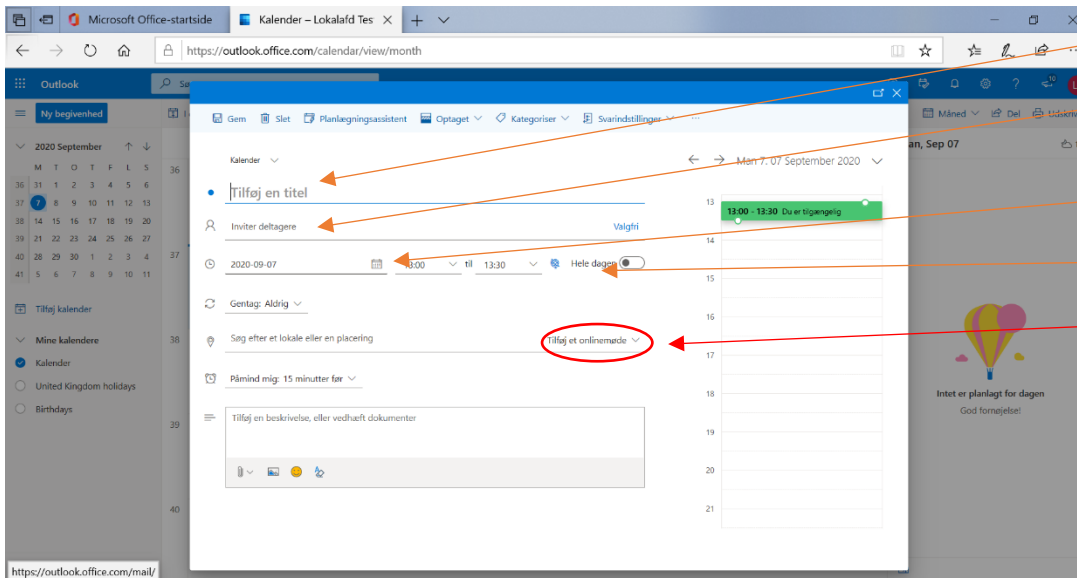 Microsoft Office-startside
Kalender – Lokalafd Tes
https://outlook.office.com/calendar/view/month
Outlook
10
Ny begivenhed
Gem Slet Planlægningsassistent Optaget Kategoriser Svarindstillinger ...
Måned Del Udskriv
2020 September
M T O T F L S
36 31 1 2 3 4 5 6
37 7 8 9 10 11 12 13
38 14 15 16 17 18 19 20
39 21 22 23 24 25 26 27
40 28 29 30 1 2 3 4
41 5 6 7 8 9 10 11
Tilføj kalender
Mine kalendere
Kalender
United Kingdom holidays
Birthdays
36
37
38
39
40
Kalender
Tilføj en titel
Inviter deltagere Valgfri
2020-09-07 13:00 til 13:30 Hele dagen
Gentag: Aldrig
Søg efter et lokale eller en placering Tilføj et onlinemøde
Påmind mig: 15 minutter før
Tilføj en beskrivelse, eller vedhæft dokumenter
Man 7. 07 September 2020
13
13:00 - 13:30 Du er tilgængelig
14
15
16
17
18
19
20
21
an, Sep 07
Intet er planlagt for dagen
God fornøjelse!
https://outlook.office.com/mail/